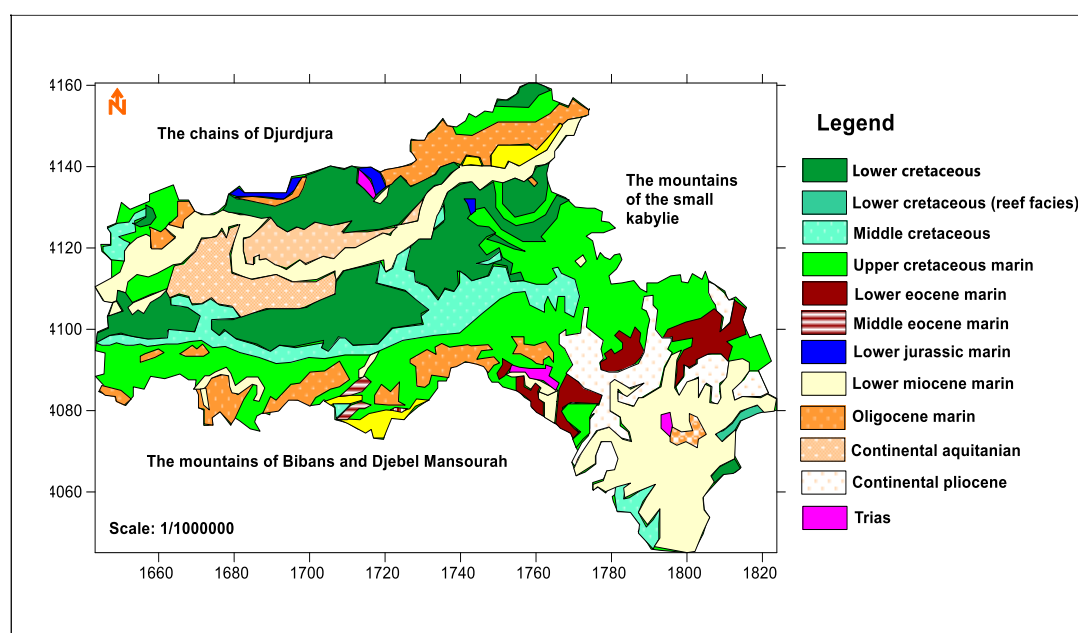 4160
N
The chains of Djurdjura
4140
The mountains
of the small
kabylie
4120
4100
4080
The mountains of Bibans and Djebel Mansourah
4060
Scale: 1/1000000
1660 1680 1700 1720 1740 1760 1780 1800 1820
Legend
Lower cretaceous
Lower cretaceous (reef facies)
Middle cretaceous
Upper cretaceous marin
Lower eocene marin
Middle eocene marin
Lower jurassic marin
Lower miocene marin
Oligocene marin
Continental aquitanian
Continental pliocene
Trias